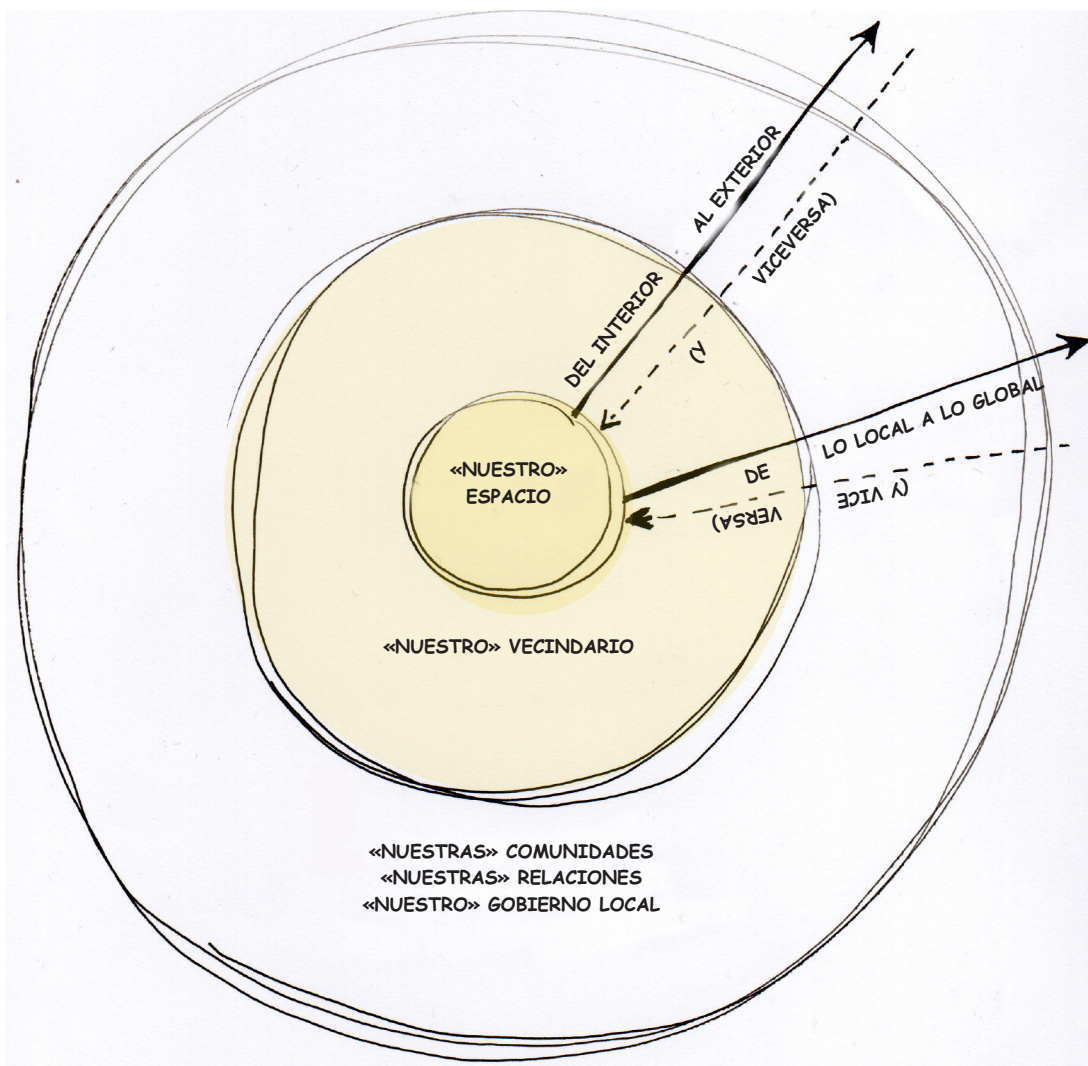 DEL INTERIOR AL EXTERIOR
(Y VICEVERSA)
DE LO LOCAL A LO GLOBAL
(Y VICE VERSA)
«NUESTRO»
ESPACIO
«NUESTRO» VECINDARIO
«NUESTRAS» COMUNIDADES
«NUESTRAS» RELACIONES
«NUESTRO» GOBIERNO LOCAL